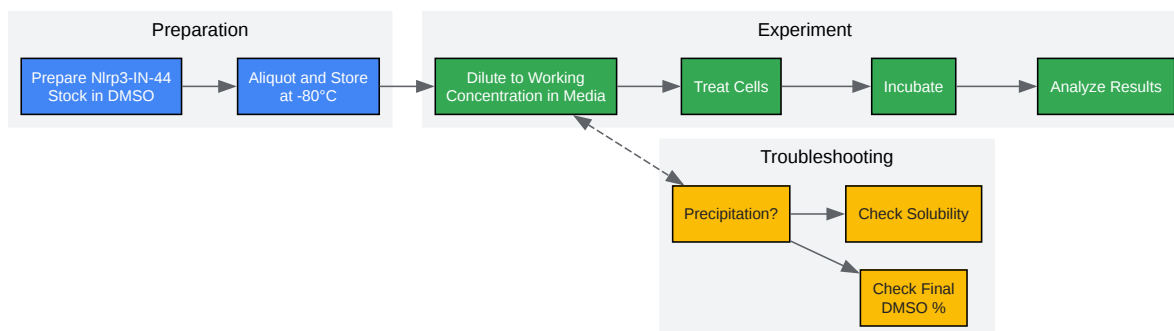 Preparation
Prepare Nlrp3-IN-44
Stock in DMSO
Aliquot and Store
at -80°C
Experiment
Dilute to Working
Concentration in Media
Treat Cells
Incubate
Analyze Results
Troubleshooting
Precipitation?
Check Solubility
Check Final
DMSO %